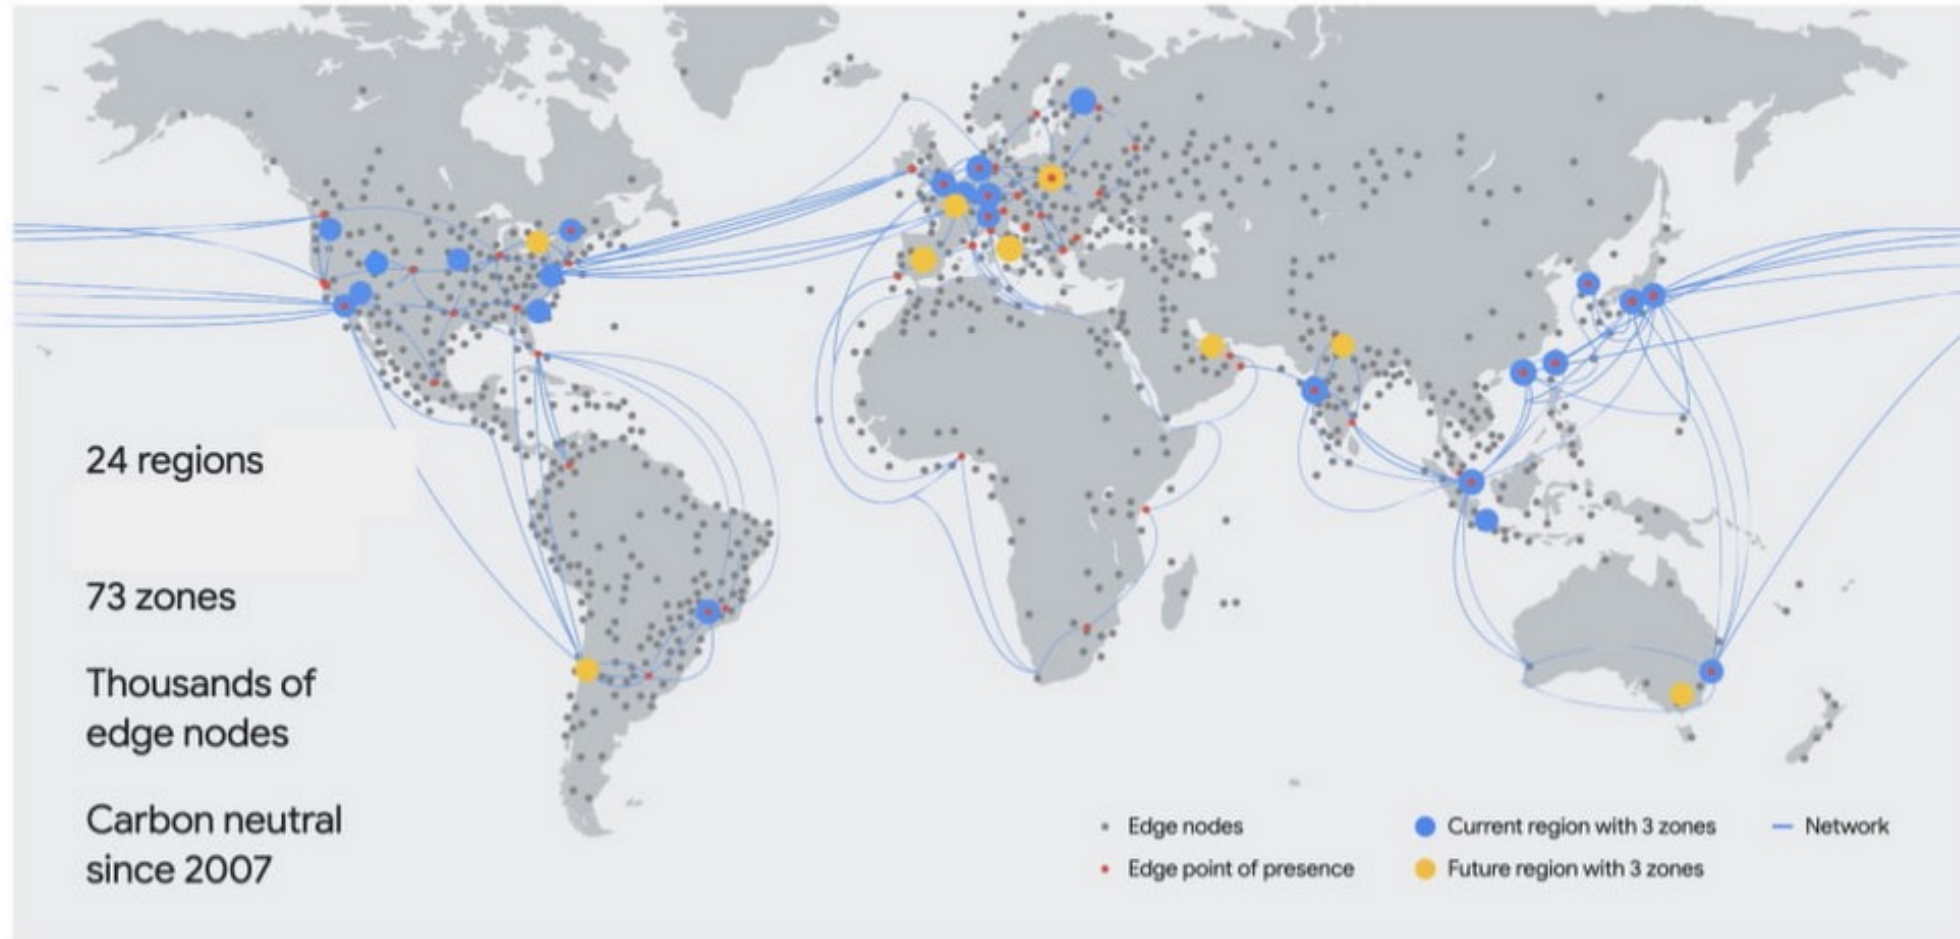 24 regions
73 zones
Thousands of
edge nodes
Carbon neutral
since 2007
Edge nodes
Edge point of presence
Current region with 3 zones
Future region with 3 zones
Network